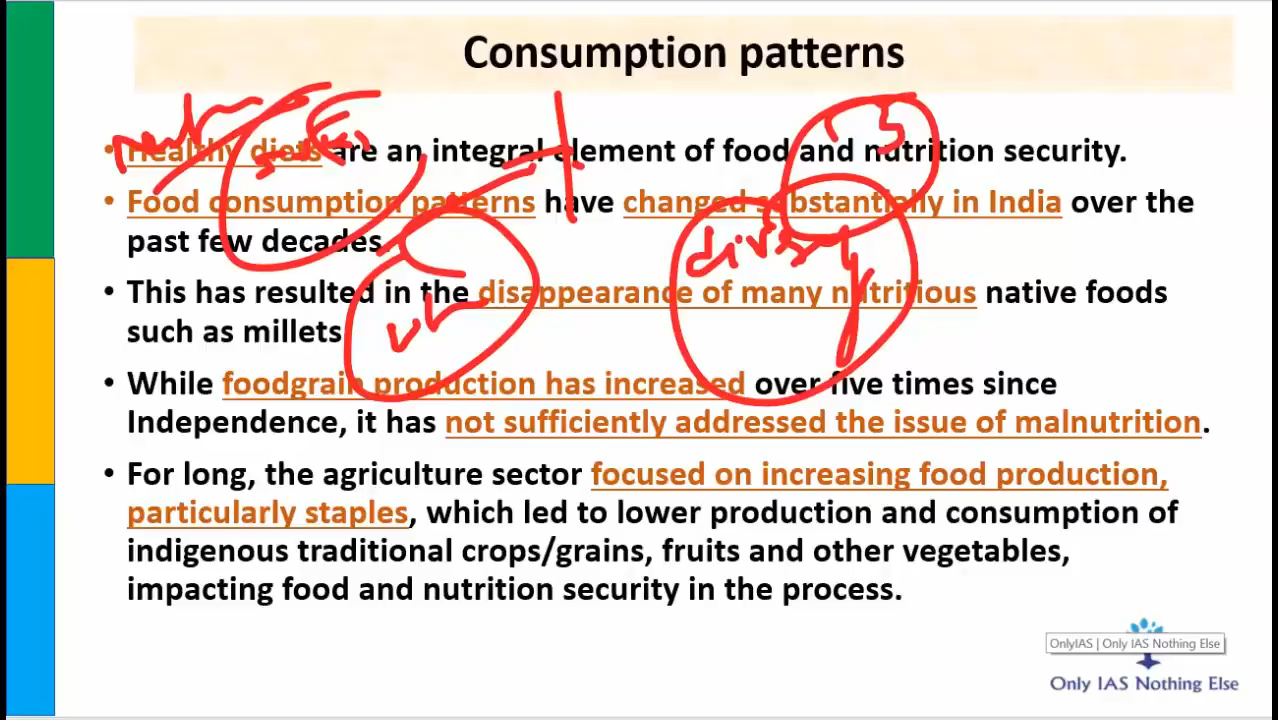 Consumption patterns
• Healthy diets are an integral element of food and nutrition security.
• Food consumption patterns have changed substantially in India over the
past few decades.
• This has resulted in the disappearance of many nutritious native foods
such as millets
• While foodgrain production has increased over five times since
Independence, it has not sufficiently addressed the issue of malnutrition.
• For long, the agriculture sector focused on increasing food production,
particularly staples, which led to lower production and consumption of
indigenous traditional crops/grains, fruits and other vegetables,
impacting food and nutrition security in the process.
OnlyIAS | Only IAS Nothing Else
Only IAS Nothing Else